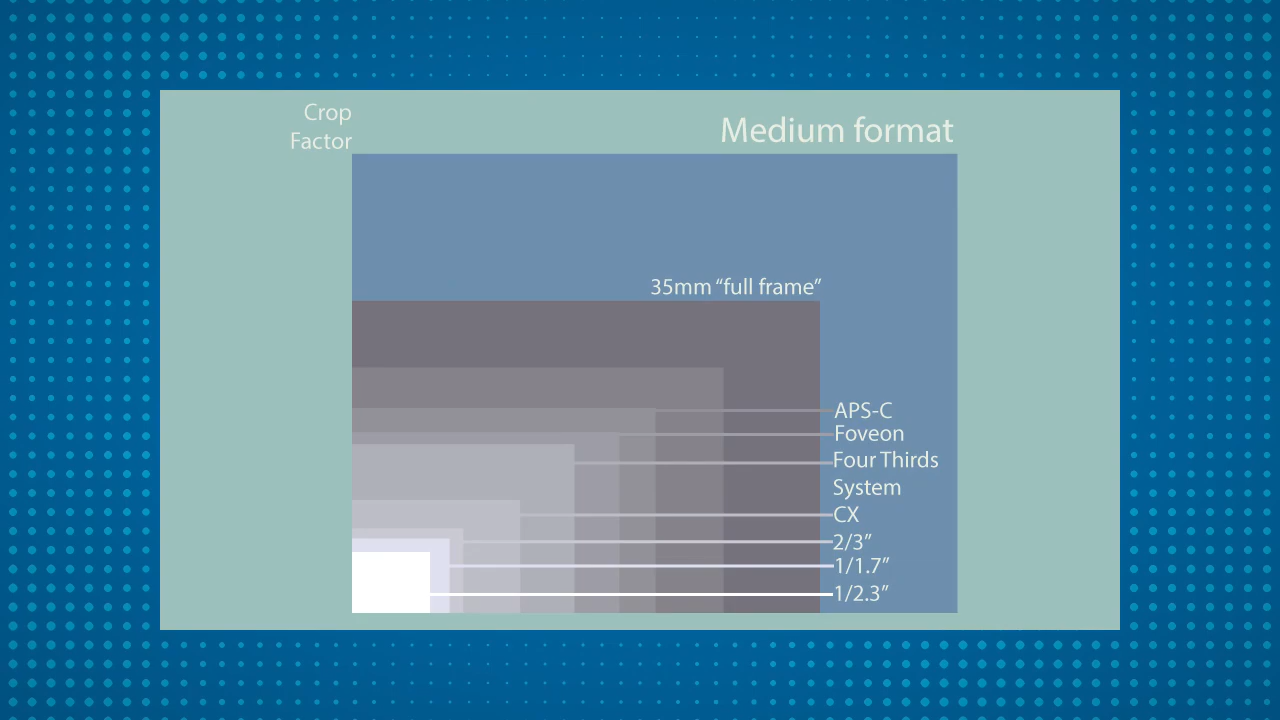 Crop
Factor
Medium format
35mm “full frame”
APS-C
Foveon
Four Thirds
System
CX
2/3”
1/1.7”
1/2.3”